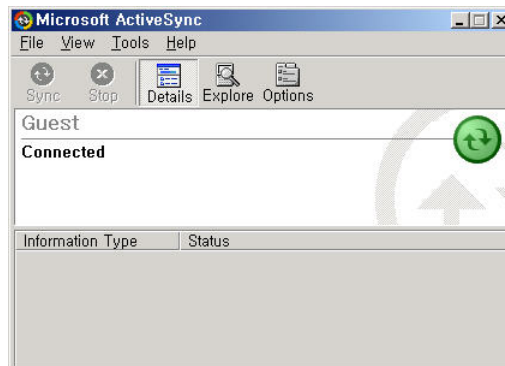 Microsoft ActiveSync
File View Tools Help
Sync Stop Details Explore Options
Guest
Connected
Information Type Status